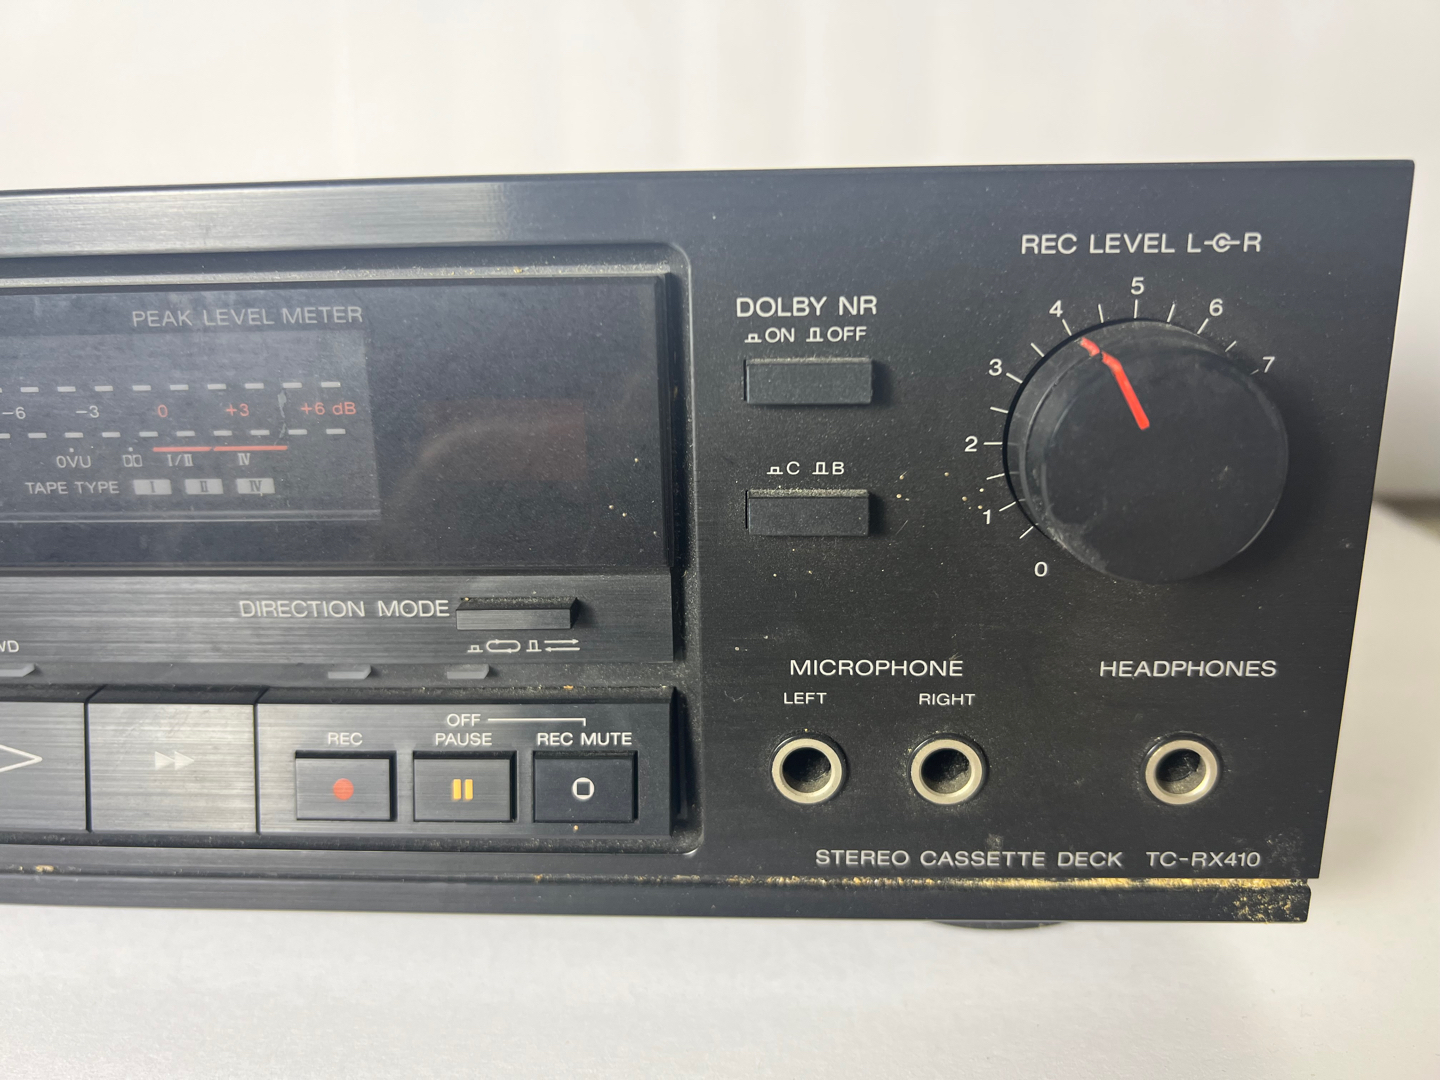 PEAK LEVEL METER
-6 -3 0 +3 +6 dB
0VU I/II IV
TAPE TYPE I II IV
DIRECTION MODE
WD
REC
OFF
PAUSE
REC MUTE
DOLBY NR
ON OFF
C B
REC LEVEL L R
0 1 2 3 4 5 6 7
MICROPHONE
LEFT RIGHT
HEADPHONES
STEREO CASSETTE DECK TC-RX410